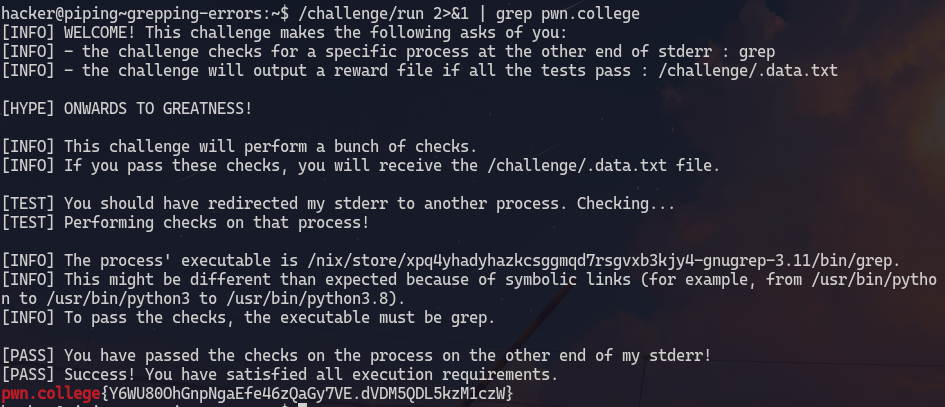 hacker@piping~grepping-errors:~$ /challenge/run 2>&1 | grep pwn.college
[INFO] WELCOME! This challenge makes the following asks of you:
[INFO] - the challenge checks for a specific process at the other end of stderr : grep
[INFO] - the challenge will output a reward file if all the tests pass : /challenge/.data.txt
[HYPE] ONWARDS TO GREATNESS!
[INFO] This challenge will perform a bunch of checks.
[INFO] If you pass these checks, you will receive the /challenge/.data.txt file.
[TEST] You should have redirected my stderr to another process. Checking...
[TEST] Performing checks on that process!
[INFO] The process' executable is /nix/store/xpq4yhadyhazkcsggmqd7rsgvxb3kjy4-gnugrep-3.11/bin/grep.
[INFO] This might be different than expected because of symbolic links (for example, from /usr/bin/pytho
n to /usr/bin/python3 to /usr/bin/python3.8).
[INFO] To pass the checks, the executable must be grep.
[PASS] You have passed the checks on the process on the other end of my stderr!
[PASS] Success! You have satisfied all execution requirements.
pwn.college{Y6WU80OhGnpNgaEfe46zQaGy7VE.dVDM5QDL5kzM1czW}